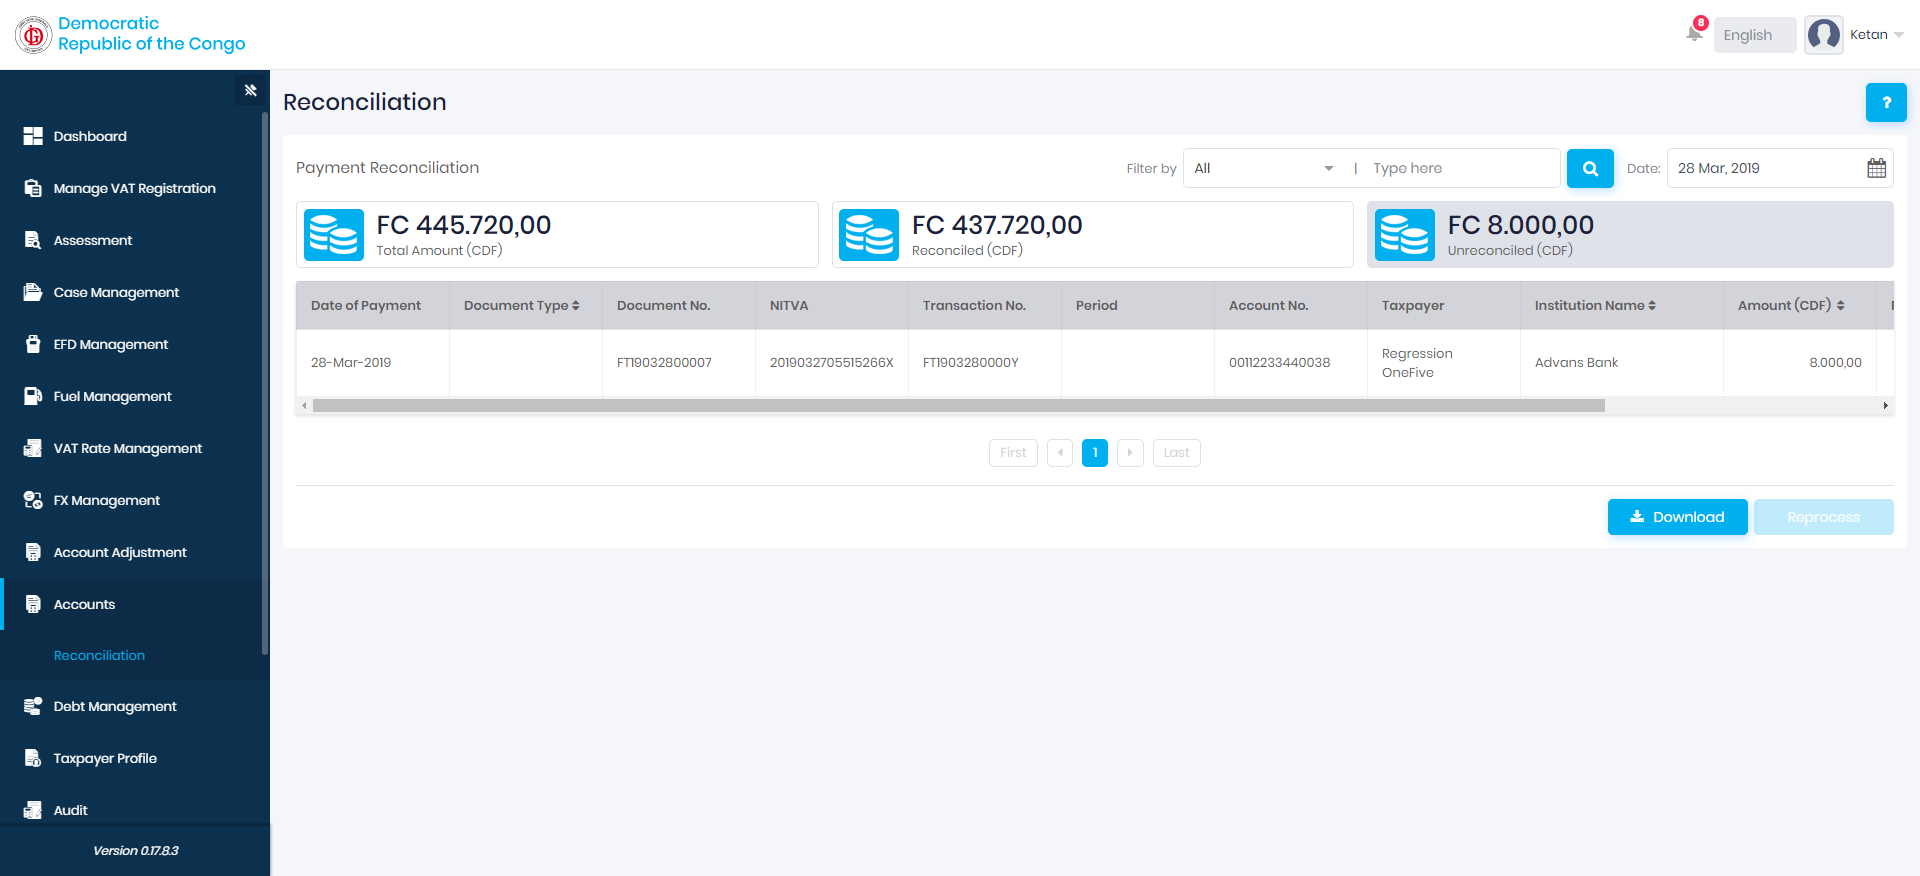 Democratic
Republic of the Congo
8
English
Ketan
Reconciliation
?
Dashboard
Manage VAT Registration
Assessment
Case Management
EFD Management
Fuel Management
VAT Rate Management
FX Management
Account Adjustment
Accounts
Reconciliation
Debt Management
Taxpayer Profile
Audit
Version 0.17.8.3
Payment Reconciliation
Filter by All | Type here Date: 28 Mar, 2019
FC 445.720,00
Total Amount (CDF)
FC 437.720,00
Reconciled (CDF)
FC 8.000,00
Unreconciled (CDF)
Date of Payment Document Type Document No. NITVA Transaction No. Period Account No. Taxpayer Institution Name Amount (CDF)
28-Mar-2019 FT19032800007 2019032705515266X FT1903280000Y 00112233440038 Regression OneFive Advans Bank 8.000,00
First 1 Last
Download Reprocess